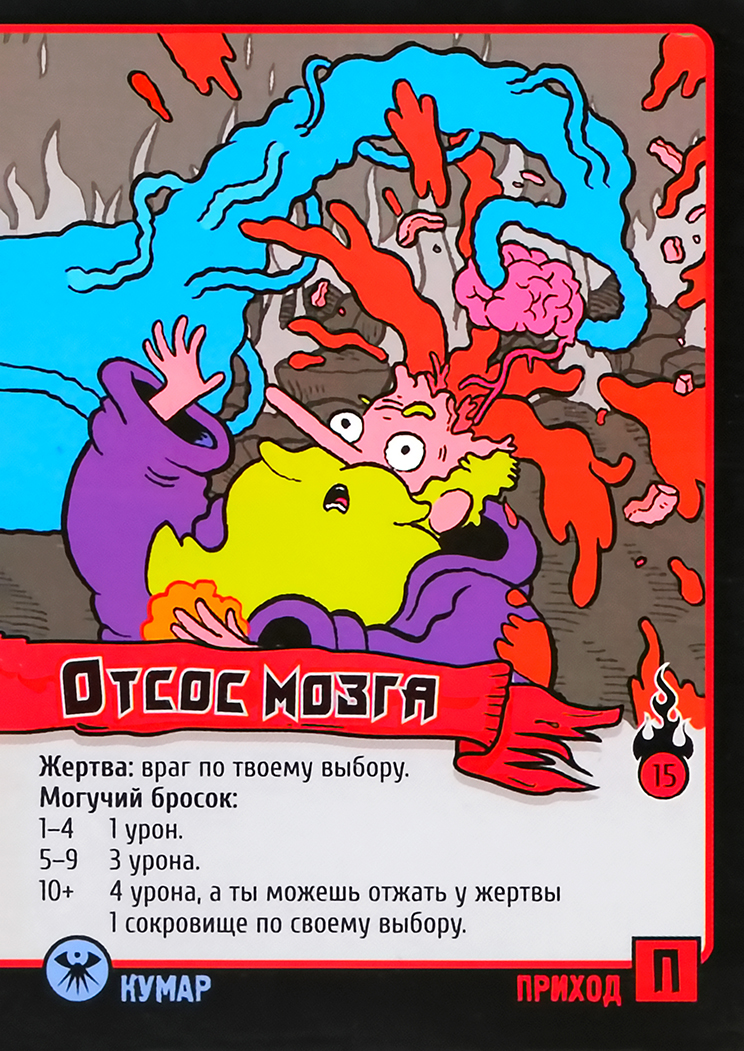 Отсос мозга
15
Жертва: враг по твоему выбору.
Могучий бросок:
1–4 1 урон.
5–9 3 урона.
10+ 4 урона, а ты можешь отжать у жертвы
1 сокровище по своему выбору.
КУМАР
ПРИХОД П